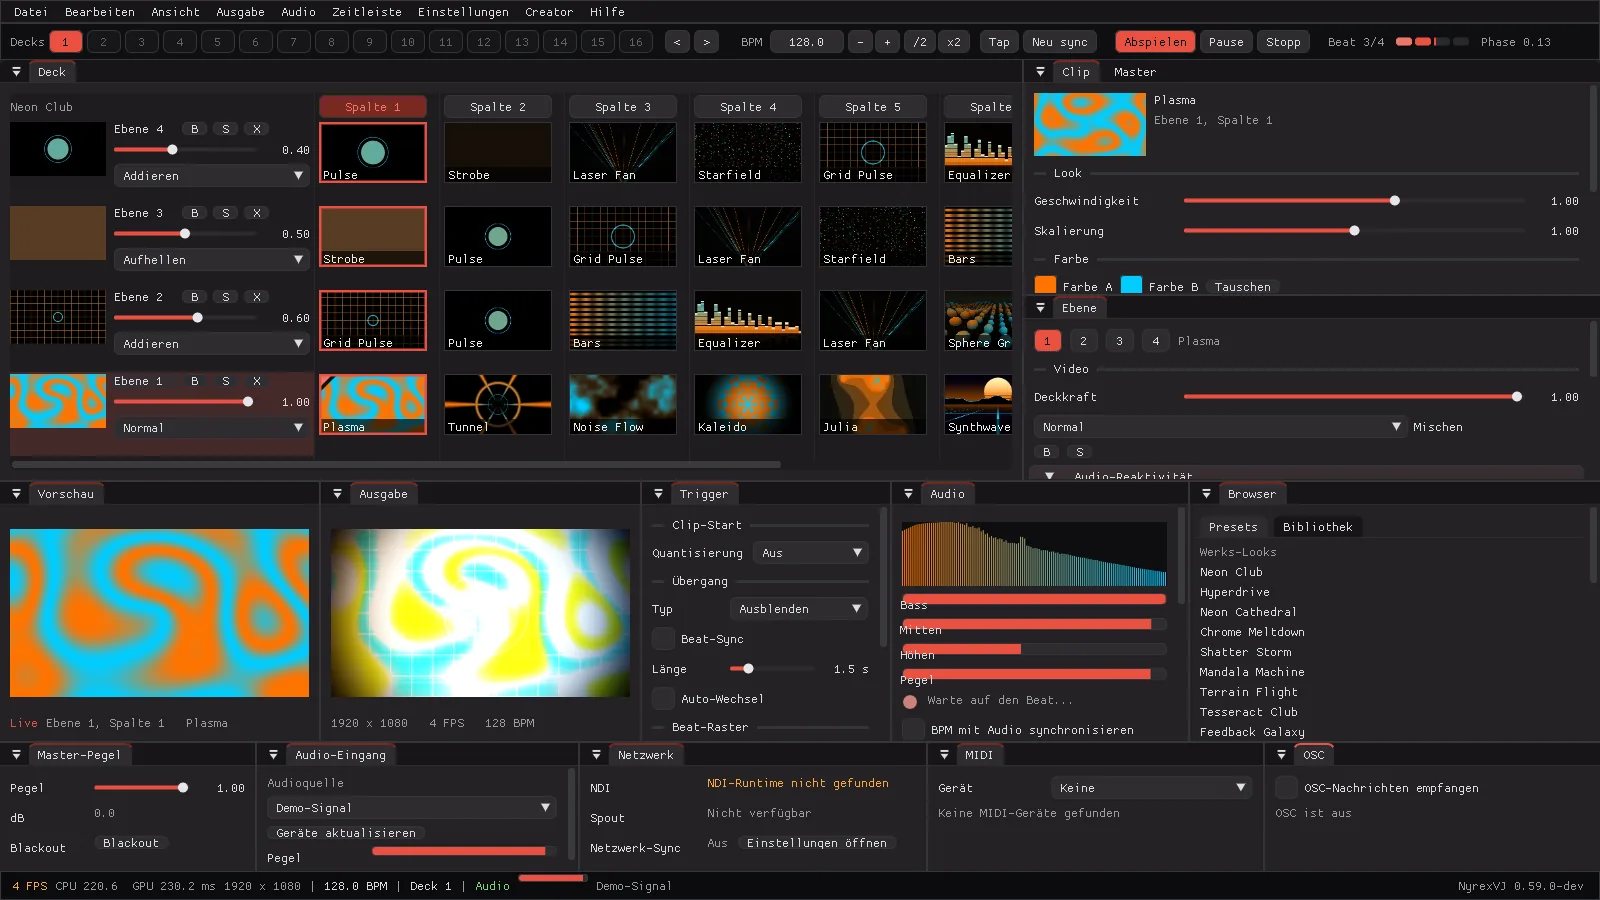 Datei Bearbeiten Ansicht Ausgabe Audio Zeitleiste Einstellungen Creator Hilfe
Decks 1 2 3 4 5 6 7 8 9 10 11 12 13 14 15 16 < > BPM 128.0 - + /2 x2 Tap Neu sync Abspielen Pause Stopp Beat 3/4 Phase 0.13
Deck
Neon Club Spalte 1 Spalte 2 Spalte 3 Spalte 4 Spalte 5 Spalte
Ebene 4 B S X
0.40
Addieren
Pulse Strobe Laser Fan Starfield Grid Pulse Equalizer
Ebene 3 B S X
0.50
Aufhellen
Strobe Pulse Grid Pulse Laser Fan Starfield Bars
Ebene 2 B S X
0.60
Addieren
Grid Pulse Pulse Bars Equalizer Laser Fan Sphere Gr
Ebene 1 B S X
1.00
Normal
Plasma Tunnel Noise Flow Kaleido Julia Synthwave
Clip Master
Plasma
Ebene 1, Spalte 1
Look
Geschwindigkeit 1.00
Skalierung 1.00
Farbe
Farbe A Farbe B Tauschen
Ebene
1 2 3 4 Plasma
Video
Deckkraft 1.00
Normal Mischen
B S
Audio-Reaktivität
Vorschau
Live Ebene 1, Spalte 1 Plasma
Ausgabe
1920 x 1080 4 FPS 128 BPM
Trigger
Clip-Start
Quantisierung Aus
Übergang
Typ Ausblenden
Beat-Sync
Länge 1.5 s
Auto-Wechsel
Beat-Raster
Audio
Bass
Mitten
Höhen
Pegel
Warte auf den Beat...
BPM mit Audio synchronisieren
Browser
Presets Bibliothek
Werks-Looks
Neon Club
Hyperdrive
Neon Cathedral
Chrome Meltdown
Shatter Storm
Mandala Machine
Terrain Flight
Tesseract Club
Feedback Galaxy
Master-Pegel
Pegel 1.00
dB 0.0
Blackout Blackout
Audio-Eingang
Audioquelle
Demo-Signal
Geräte aktualisieren
Pegel
Netzwerk
NDI NDI-Runtime nicht gefunden
Spout Nicht verfügbar
Netzwerk-Sync Aus Einstellungen öffnen
MIDI
Gerät Keine
Keine MIDI-Geräte gefunden
OSC
OSC-Nachrichten empfangen
OSC ist aus
4 FPS CPU 220.6 GPU 230.2 ms 1920 x 1080 | 128.0 BPM | Deck 1 | Audio Demo-Signal NyrexVJ 0.59.0-dev